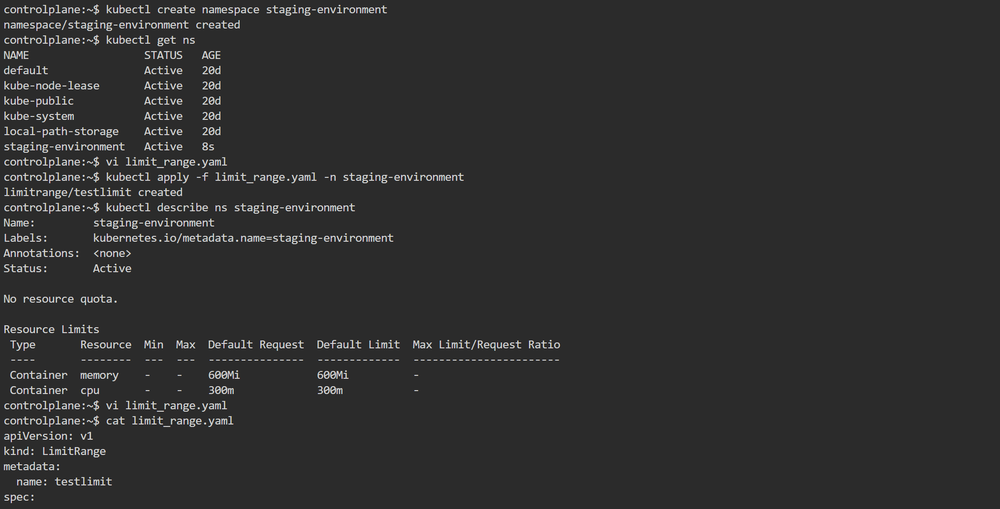 controlplane:~$ kubectl create namespace staging-environment
namespace/staging-environment created
controlplane:~$ kubectl get ns
NAME                  STATUS   AGE
default               Active   20d
kube-node-lease       Active   20d
kube-public           Active   20d
kube-system           Active   20d
local-path-storage    Active   20d
staging-environment   Active   8s
controlplane:~$ vi limit_range.yaml
controlplane:~$ kubectl apply -f limit_range.yaml -n staging-environment
limitrange/testlimit created
controlplane:~$ kubectl describe ns staging-environment
Name:         staging-environment
Labels:       kubernetes.io/metadata.name=staging-environment
Annotations:  <none>
Status:       Active

No resource quota.

Resource Limits
 Type       Resource  Min  Max  Default Request  Default Limit  Max Limit/Request Ratio
 ----       --------  ---  ---  ---------------  -------------  -----------------------
 Container  memory    -    -    600Mi            600Mi          -
 Container  cpu       -    -    300m             300m           -
controlplane:~$ vi limit_range.yaml
controlplane:~$ cat limit_range.yaml
apiVersion: v1
kind: LimitRange
metadata:
  name: testlimit
spec: